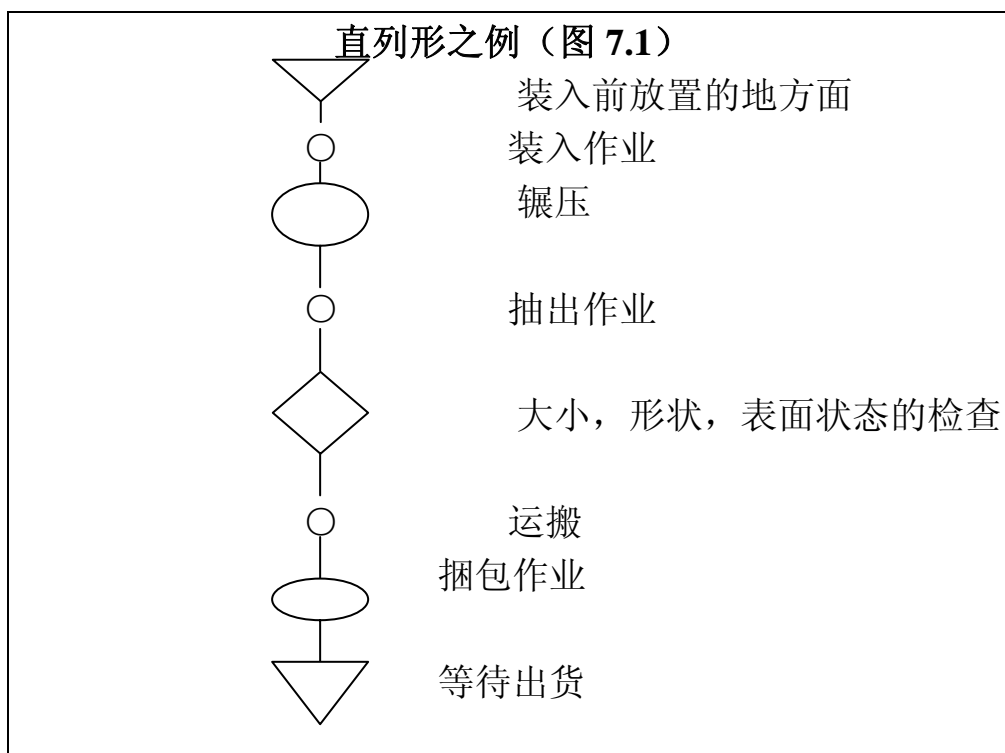 直列形之例（图 7.1）
装入前放置的地方面
装入作业
辗压
抽出作业
大小，形状，表面状态的检查
运搬
捆包作业
等待出货